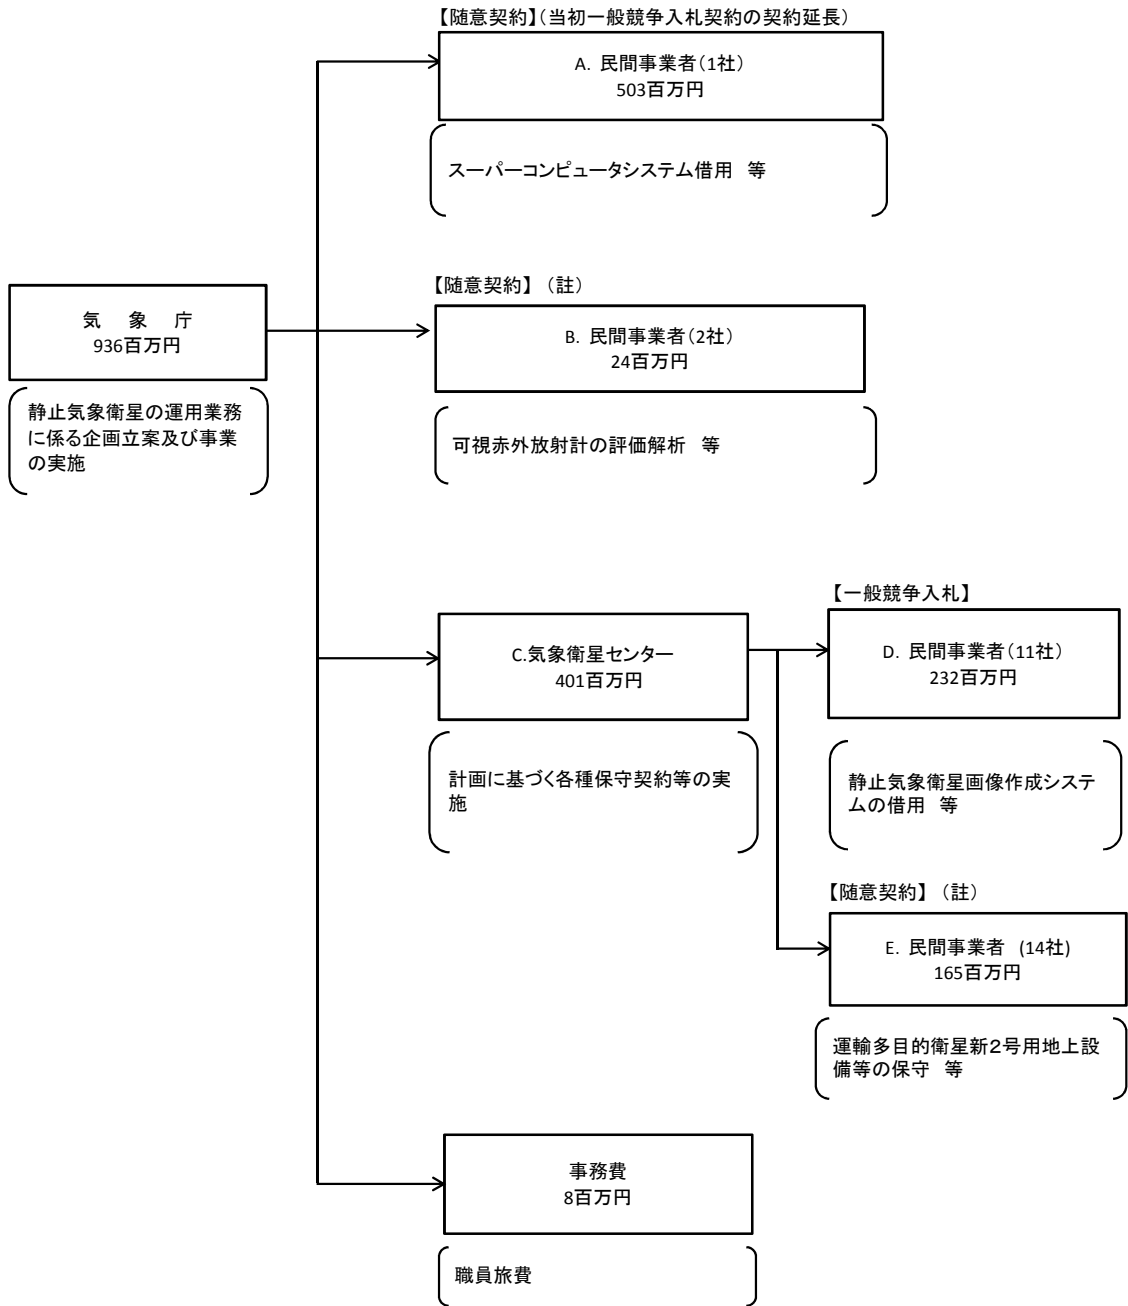 【随意契約】(当初一般競争入札契約の契約延長)
A. 民間事業者(1社)
503百万円
スーパーコンピュータシステム借用 等
【随意契約】 (註)
気 象 庁
936百万円
B. 民間事業者(2社)
24百万円
静止気象衛星の運用業務
に係る企画立案及び事業
の実施
可視赤外放射計の評価解析 等
【一般競争入札】
C.気象衛星センター
401百万円
D. 民間事業者(11社)
232百万円
計画に基づく各種保守契約等の実
施
静止気象衛星画像作成システ
ムの借用 等
【随意契約】 (註)
E. 民間事業者 (14社)
165百万円
運輸多目的衛星新2号用地上設
備等の保守 等
事務費
8百万円
職員旅費